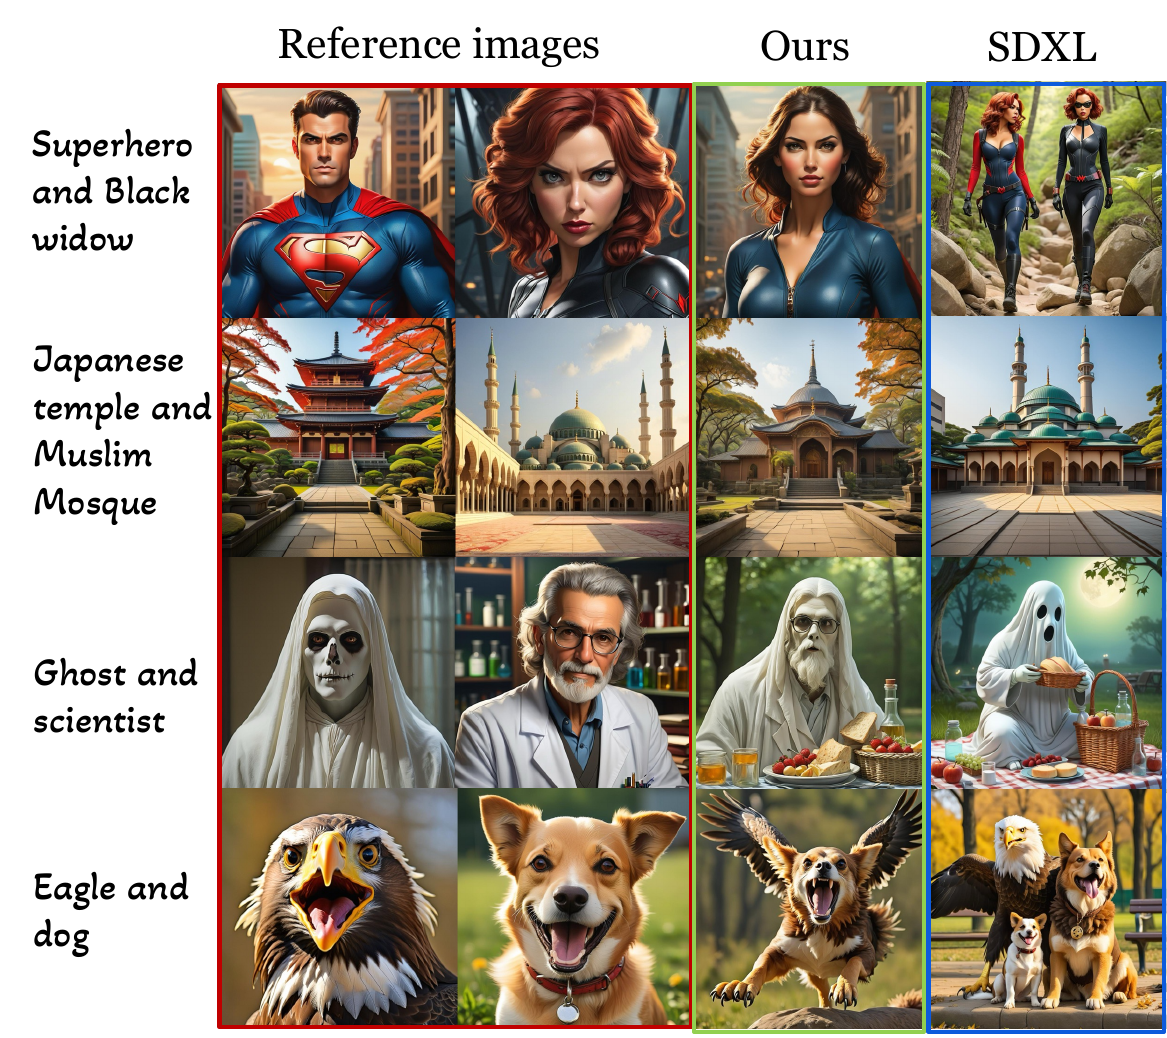 Reference images
Ours
SDXL
Superhero
and Black
widow
Japanese
temple and
Muslim
Mosque
Ghost and
scientist
Eagle and
dog